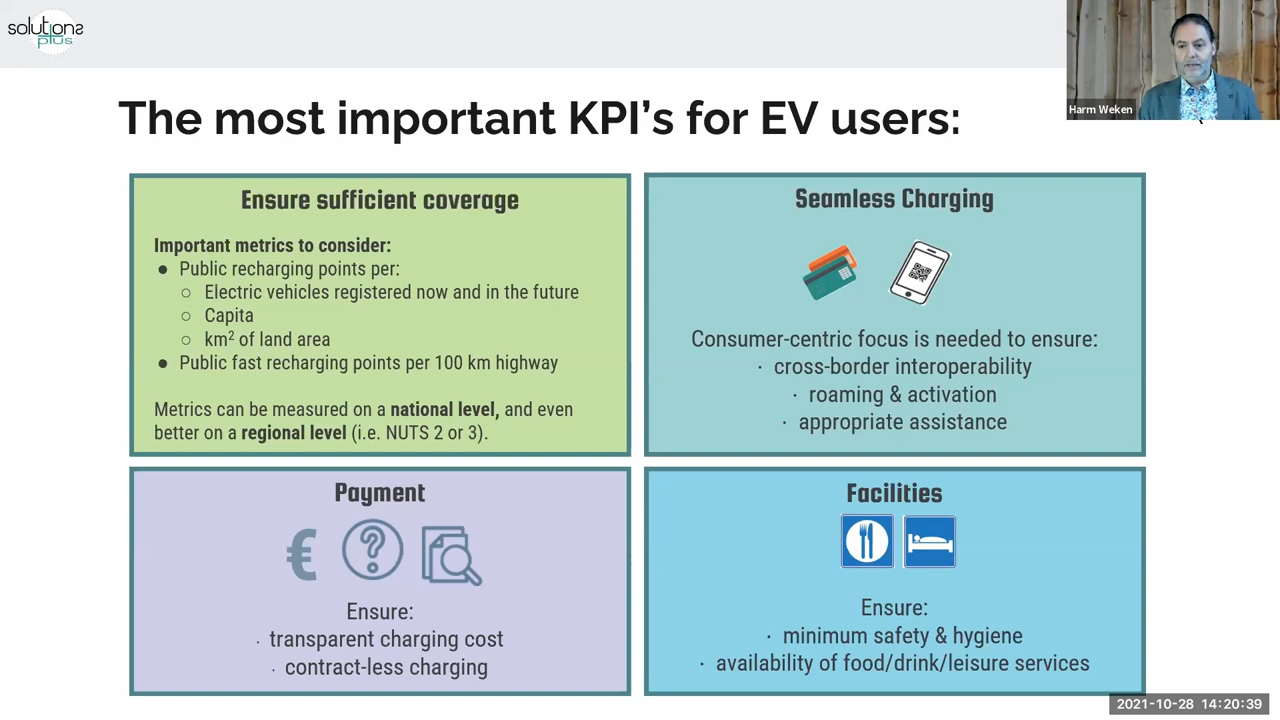 solutions
plus
Harm Weken
The most important KPI's for EV users:
Ensure sufficient coverage
Important metrics to consider:
● Public recharging points per:
○ Electric vehicles registered now and in the future
○ Capita
○ km² of land area
● Public fast recharging points per 100 km highway
Metrics can be measured on a national level, and even
better on a regional level (i.e. NUTS 2 or 3).
Seamless Charging
Consumer-centric focus is needed to ensure:
· cross-border interoperability
· roaming & activation
· appropriate assistance
Payment
€ ?
Ensure:
· transparent charging cost
· contract-less charging
Facilities
Ensure:
· minimum safety & hygiene
· availability of food/drink/leisure services
2021-10-28 14:20:39